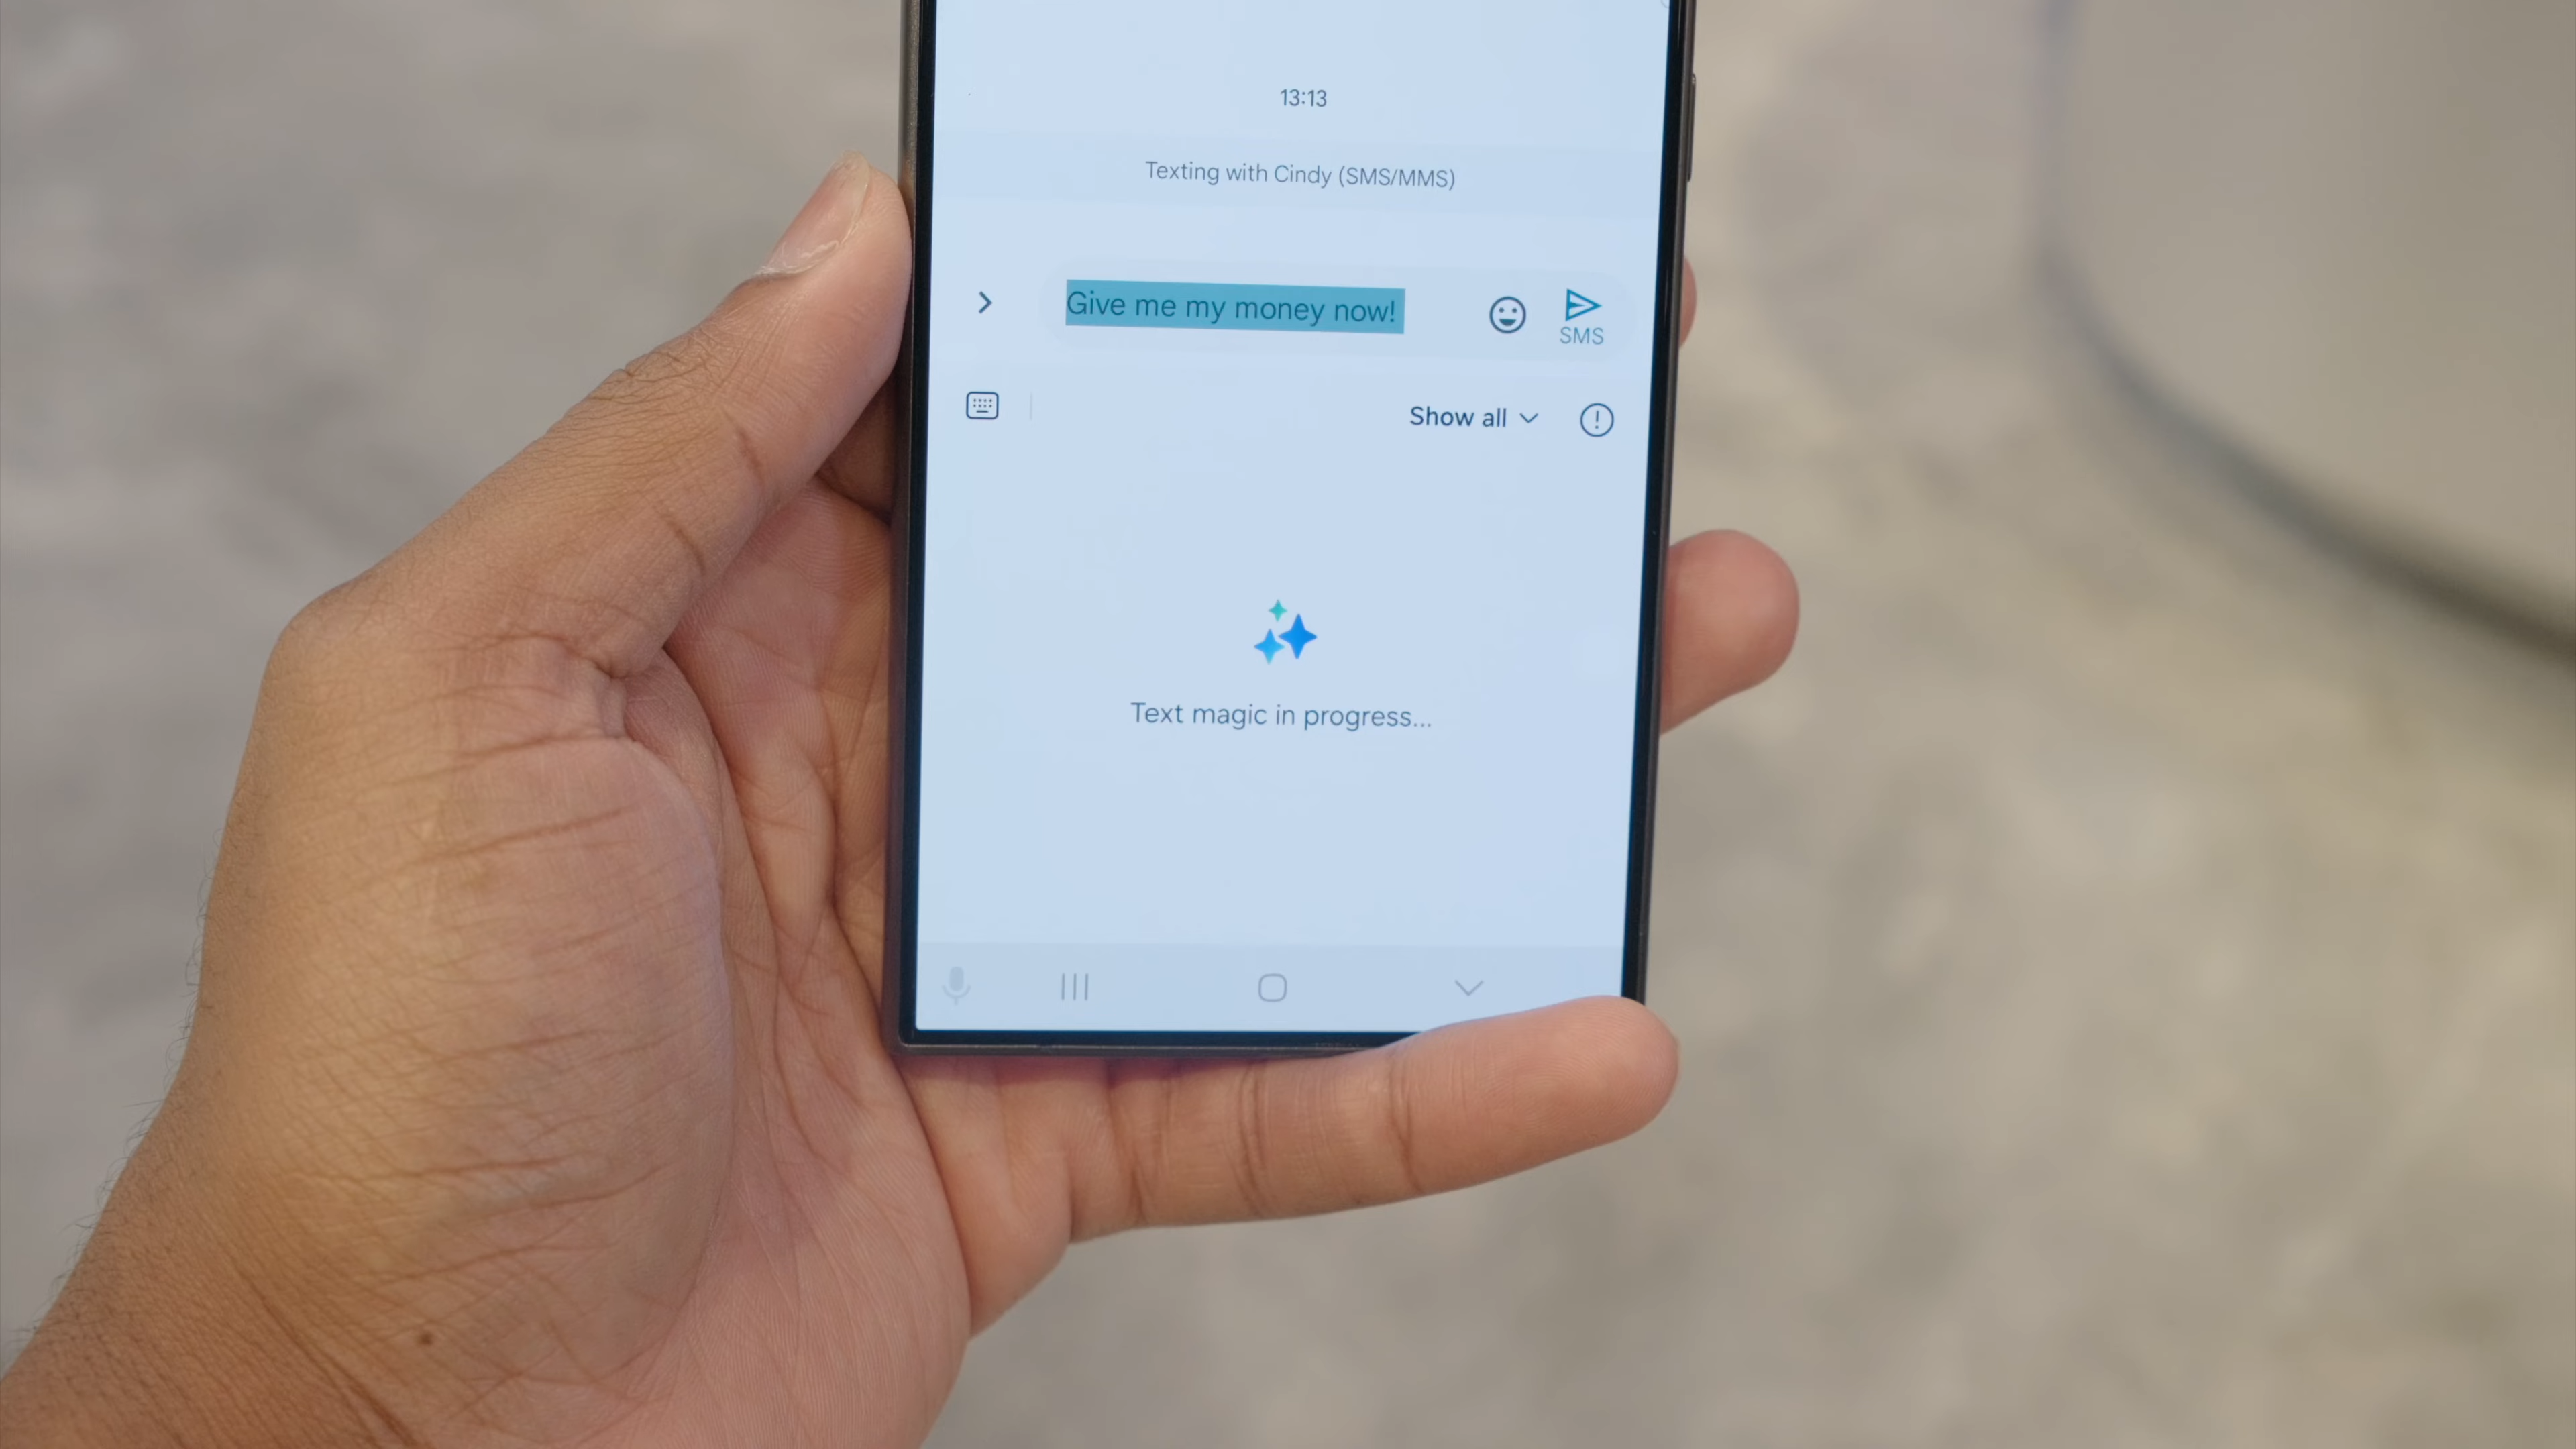 13:13
Texting with Cindy (SMS/MMS)
Give me my money now!
SMS
Show all
Text magic in progress...